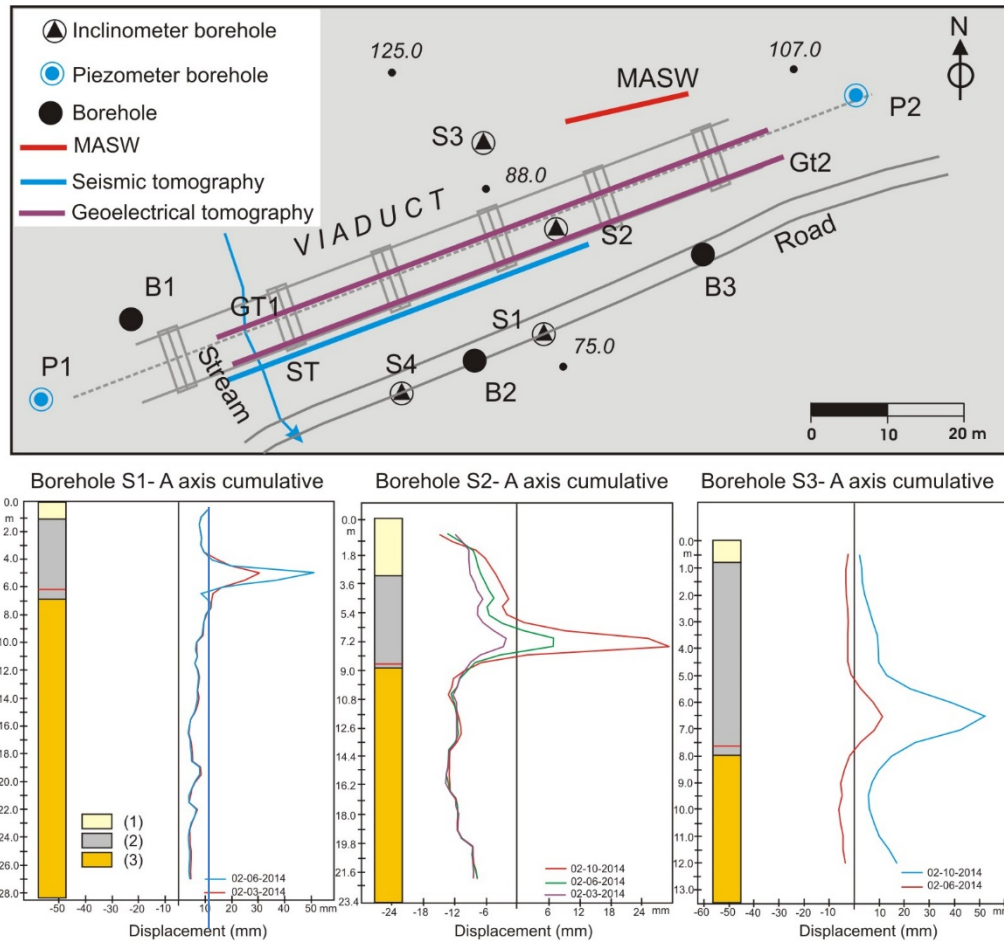 Inclinometer borehole
Piezometer borehole
Borehole
MASW
Seismic tomography
Geoelectrical tomography
125.0
107.0
N
MASW
P2
S3
88.0
Gt2
VIADUCT
S2
Road
B3
B1
GT1
S1
75.0
P1
Stream
ST
S4
B2
0 10 20 m
Borehole S1- A axis cumulative
0.0
m
2.0
4.0
6.0
8.0
10.0
12.0
14.0
16.0
18.0
20.0
22.0
24.0
26.0
28.0
(1)
(2)
(3)
02-06-2014
02-03-2014
-50 -30 -10 10 30 50 mm
Displacement (mm)
Borehole S2- A axis cumulative
0.0
m
1.8
3.6
5.4
7.2
9.0
10.8
12.6
14.4
16.2
18.0
19.8
21.6
23.4
02-10-2014
02-06-2014
02-03-2014
-24 -18 -12 -6 6 12 18 24 mm
Displacement (mm)
Borehole S3- A axis cumulative
0.0
m
1.0
2.0
3.0
4.0
5.0
6.0
7.0
8.0
9.0
10.0
11.0
12.0
13.0
02-10-2014
02-06-2014
-60 -50 -40 -30 -20 -10 0 10 20 30 40 50 mm
Displacement (mm)